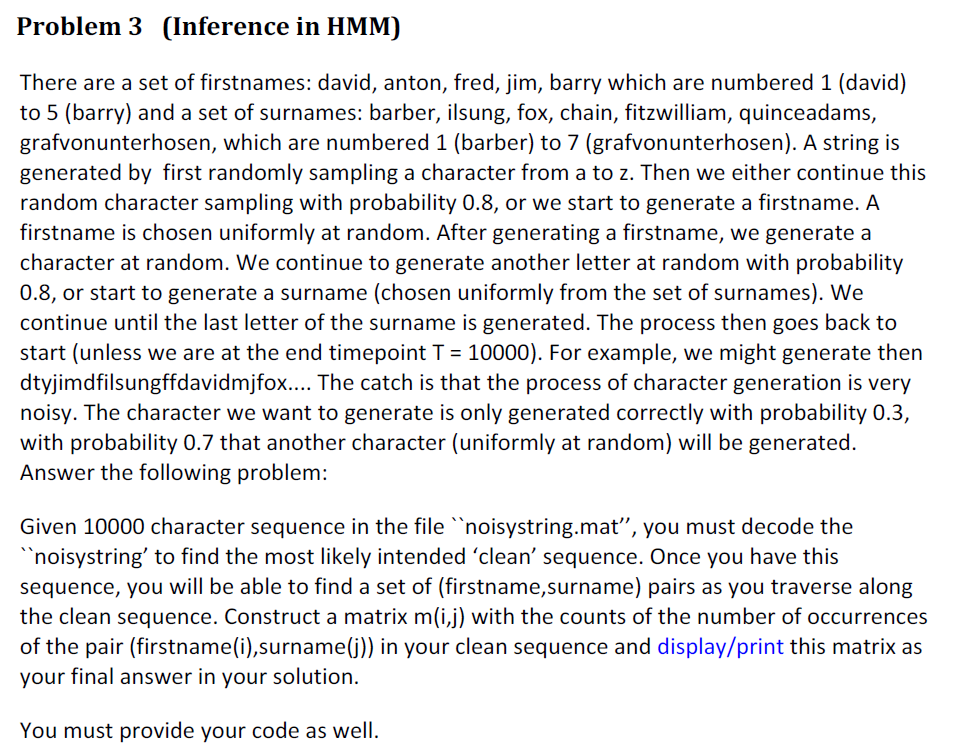 Problem 3 (Inference in HMM)
There are a set of firstnames: david, anton, fred, jim, barry which are numbered 1 (david)
to 5 (barry) and a set of surnames: barber, ilsung, fox, chain, fitzwilliam, quinceadams,
grafvonunterhosen, which are numbered 1 (barber) to 7 (grafvonunterhosen). A string is
generated by first randomly sampling a character from a to z. Then we either continue this
random character sampling with probability 0.8, or we start to generate a firstname. A
firstname is chosen uniformly at random. After generating a firstname, we generate a
character at random. We continue to generate another letter at random with probability
0.8, or start to generate a surname (chosen uniformly from the set of surnames). We
continue until the last letter of the surname is generated. The process then goes back to
start (unless we are at the end timepoint T = 10000). For example, we might generate then
dtyjimdfilsungffdavidmjfox.... The catch is that the process of character generation is very
noisy. The character we want to generate is only generated correctly with probability 0.3,
with probability 0.7 that another character (uniformly at random) will be generated.
Answer the following problem:
Given 10000 character sequence in the file ``noisystring.mat’’, you must decode the
``noisystring’ to find the most likely intended ‘clean’ sequence. Once you have this
sequence, you will be able to find a set of (firstname,surname) pairs as you traverse along
the clean sequence. Construct a matrix m(i,j) with the counts of the number of occurrences
of the pair (firstname(i),surname(j)) in your clean sequence and display/print this matrix as
your final answer in your solution.
You must provide your code as well.